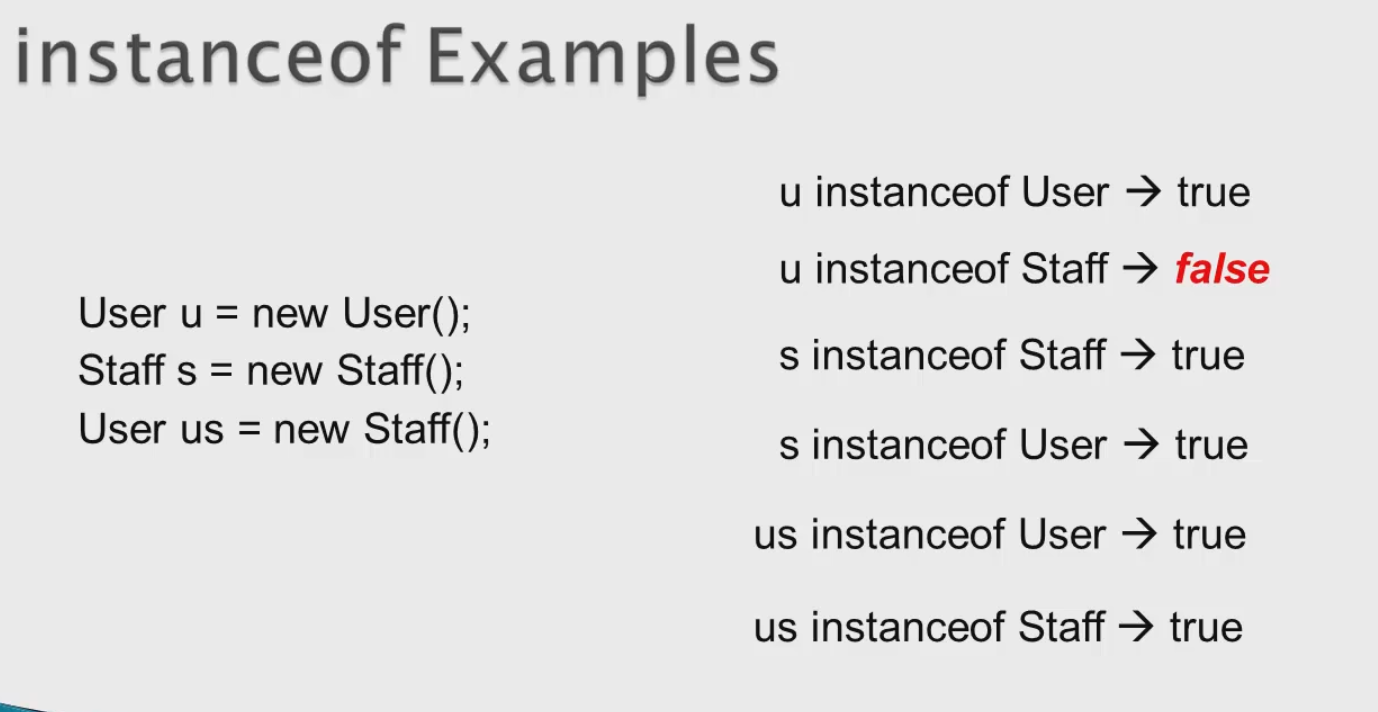 instanceof Examples
User u = new User();
Staff s = new Staff();
User us = new Staff();
u instanceof User → true
u instanceof Staff → false
s instanceof Staff → true
s instanceof User → true
us instanceof User → true
us instanceof Staff → true